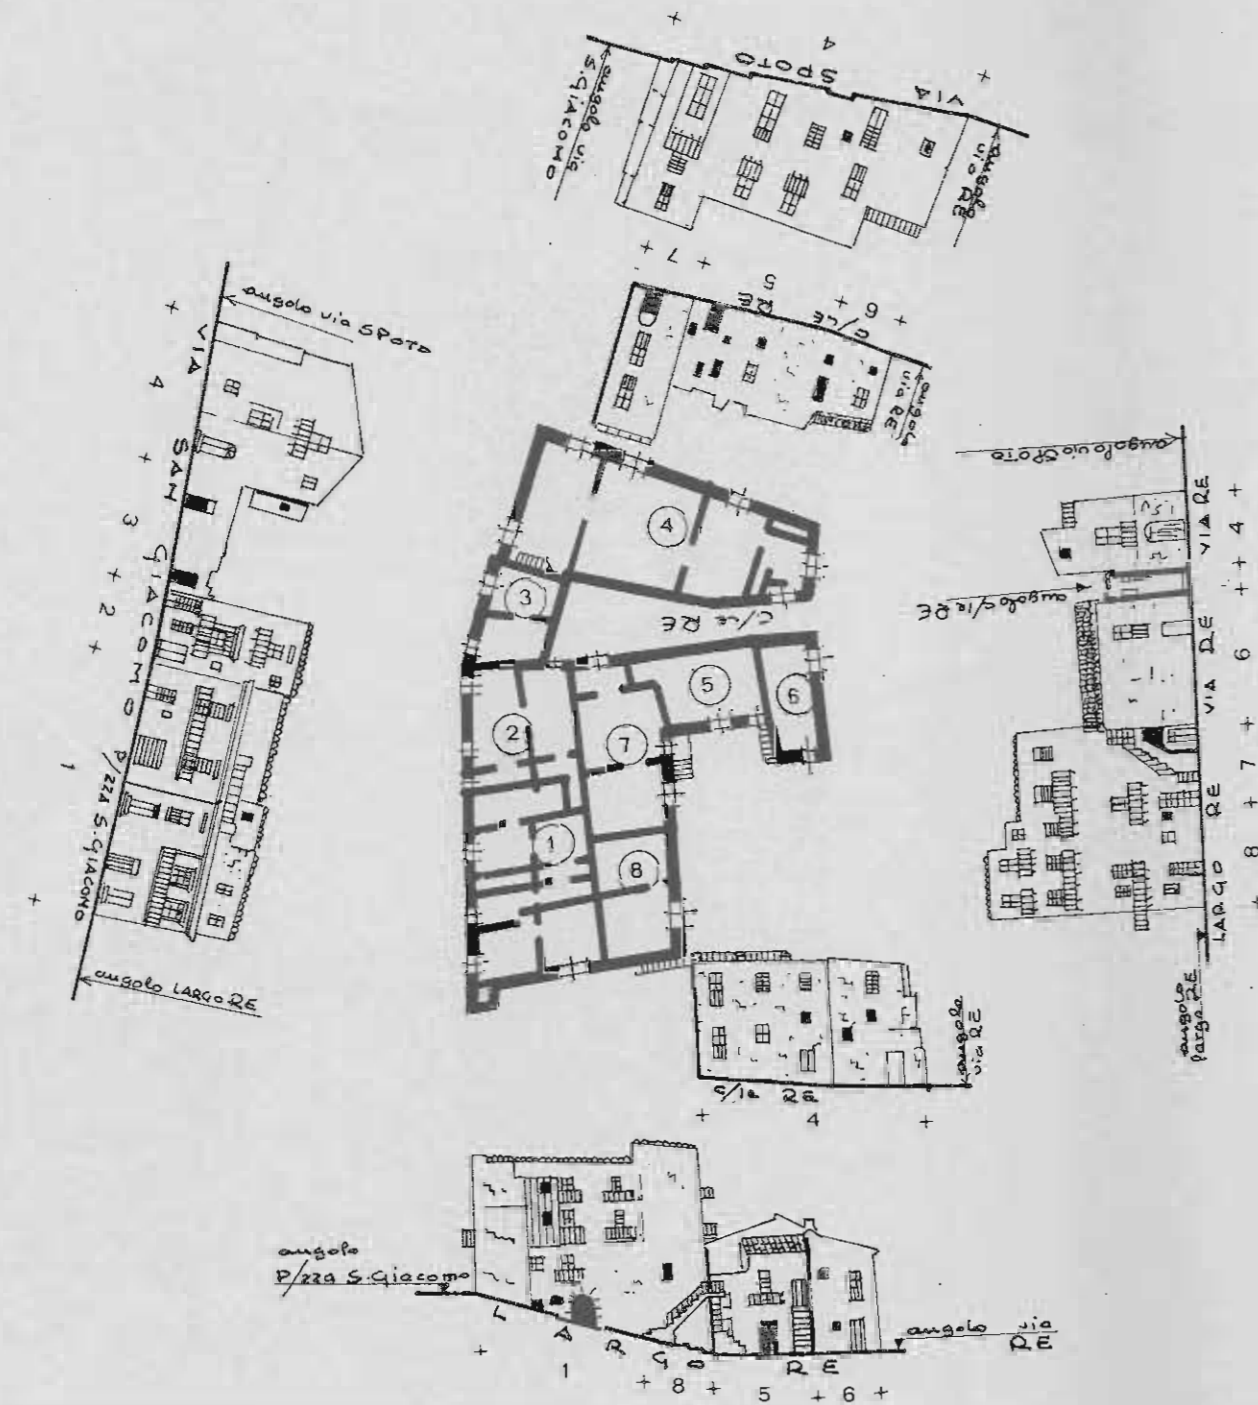 VIA SPOTO
4
angolo via
S. GIACOMO
angolo
via RE
7
5
6
C/le RE
angolo
via RE
angolo via SPOTO
VIA SAN GIACOMO
P/zza S. GIACOMO
4
3
2
1
angolo LARGO RE
4
3
C/le RE
5
6
2
7
1
8
angolo via SPOTO
VIA RE
4
angolo C/le RE
VIA RE
6
7
LARGO RE
8
angolo
largo RE
C/le RE
4
angolo
via RE
angolo
P/zza S. Giacomo
LARGO RE
angolo via
RE
1
8
5
6